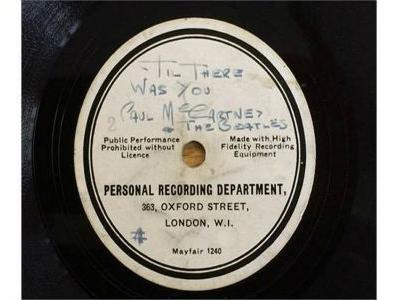 'TIL THERE
WAS YOU
PAUL McCARTNEY
& THE BEATLES
Public Performance
Prohibited without
Licence
Made with High
Fidelity Recording
Equipment
PERSONAL RECORDING DEPARTMENT,
363, OXFORD STREET,
LONDON, W.I.
Mayfair 1240